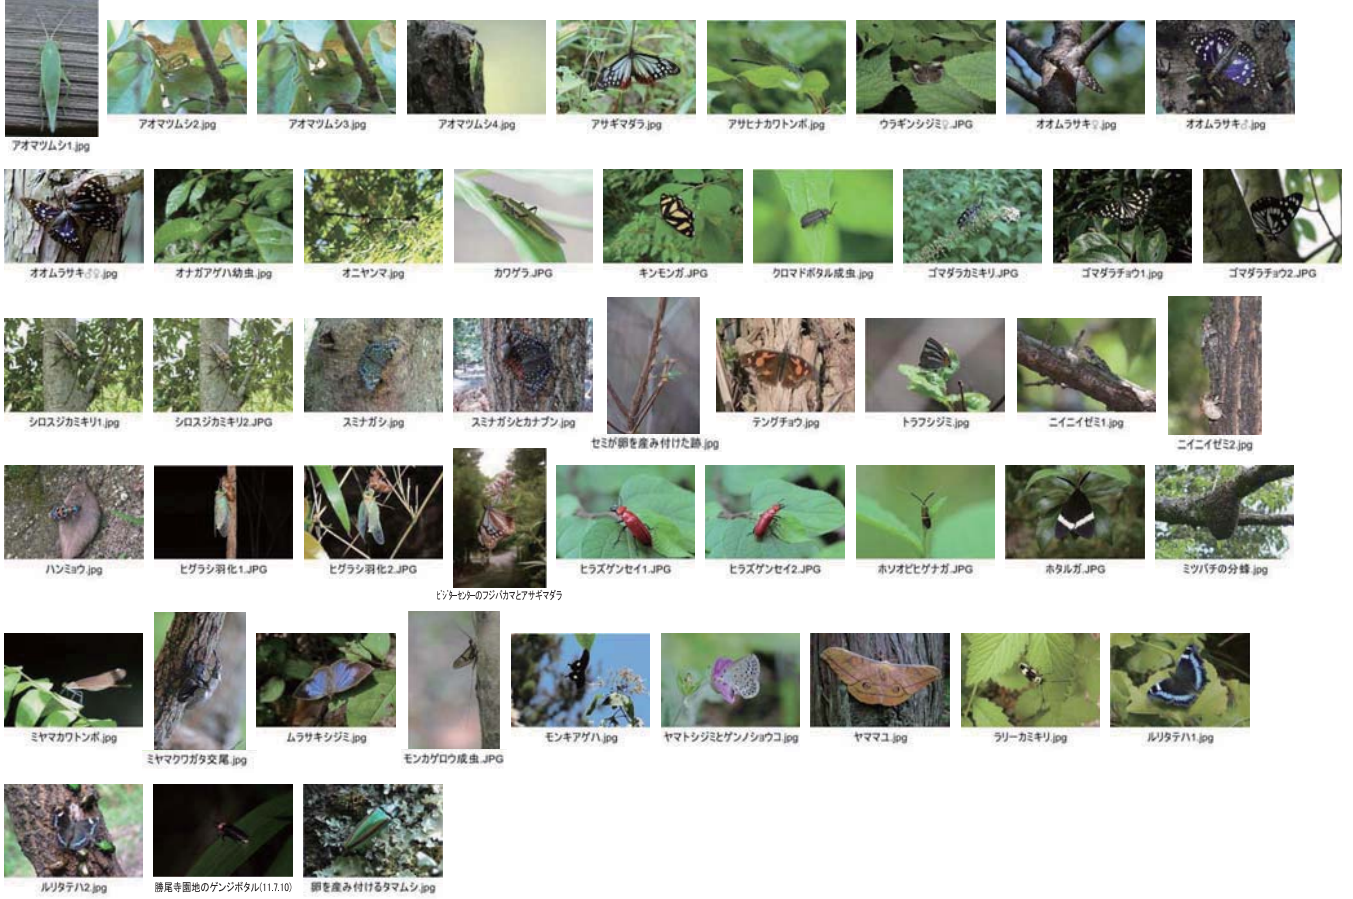 アオマツムシ1.jpg
アオマツムシ2.jpg
アオマツムシ3.jpg
アオマツムシ4.jpg
アサギマダラ.jpg
アサヒナカワトンボ.jpg
ウラギンシジミ♀.JPG
オオムラサキ♀.jpg
オオムラサキ♂.jpg
オオムラサキ♂♀.jpg
オナガアゲハ幼虫.jpg
オニヤンマ.jpg
カワゲラ.JPG
キンモンガ.JPG
クロマドボタル成虫.jpg
ゴマダラカミキリ.JPG
ゴマダラチョウ1.jpg
ゴマダラチョウ2.JPG
シロスジカミキリ1.jpg
シロスジカミキリ2.JPG
スミナガシ.jpg
スミナガシとカナブン.jpg
セミが卵を産み付けた跡.jpg
テングチョウ.jpg
トラフシジミ.jpg
ニイニイゼミ1.jpg
ニイニイゼミ2.jpg
ハンミョウ.jpg
ヒグラシ羽化1.JPG
ヒグラシ羽化2.JPG
ビジターセンターのフジバカマとアサギマダラ
ヒラズゲンセイ1.JPG
ヒラズゲンセイ2.JPG
ホソオビヒゲナガ.JPG
ホタルガ.JPG
ミツバチの分蜂.jpg
ミヤマカワトンボ.jpg
ミヤマクワガタ交尾.jpg
ムラサキシジミ.jpg
モンカゲロウ成虫.JPG
モンキアゲハ.jpg
ヤマトシジミとゲンノショウコ.jpg
ヤママユ.jpg
ラリーカミキリ.jpg
ルリタテハ1.jpg
ルリタテハ2.jpg
勝尾寺園地のゲンジボタル(11.7.10)
卵を産み付けるタマムシ.jpg